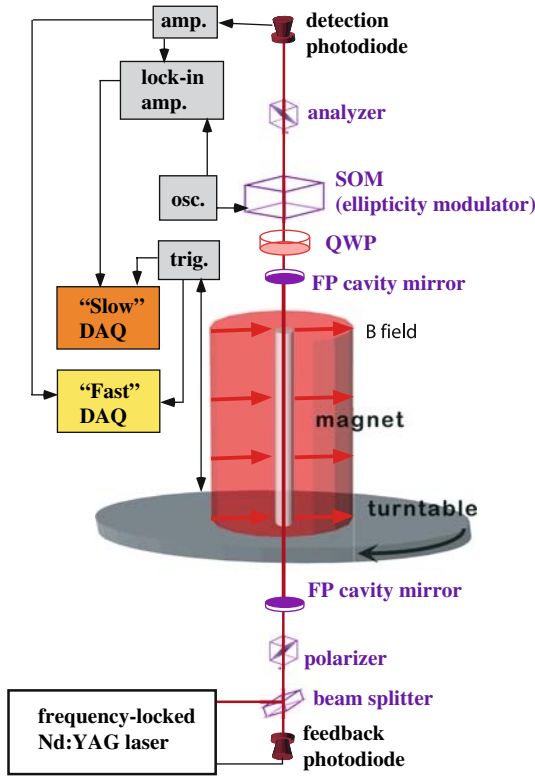 amp.
detection
photodiode
lock-in
amp.
analyzer
osc.
SOM
(ellipticity modulator)
QWP
trig.
FP cavity mirror
“Slow”
DAQ
B field
“Fast”
DAQ
magnet
turntable
FP cavity mirror
polarizer
beam splitter
frequency-locked
Nd:YAG laser
feedback
photodiode